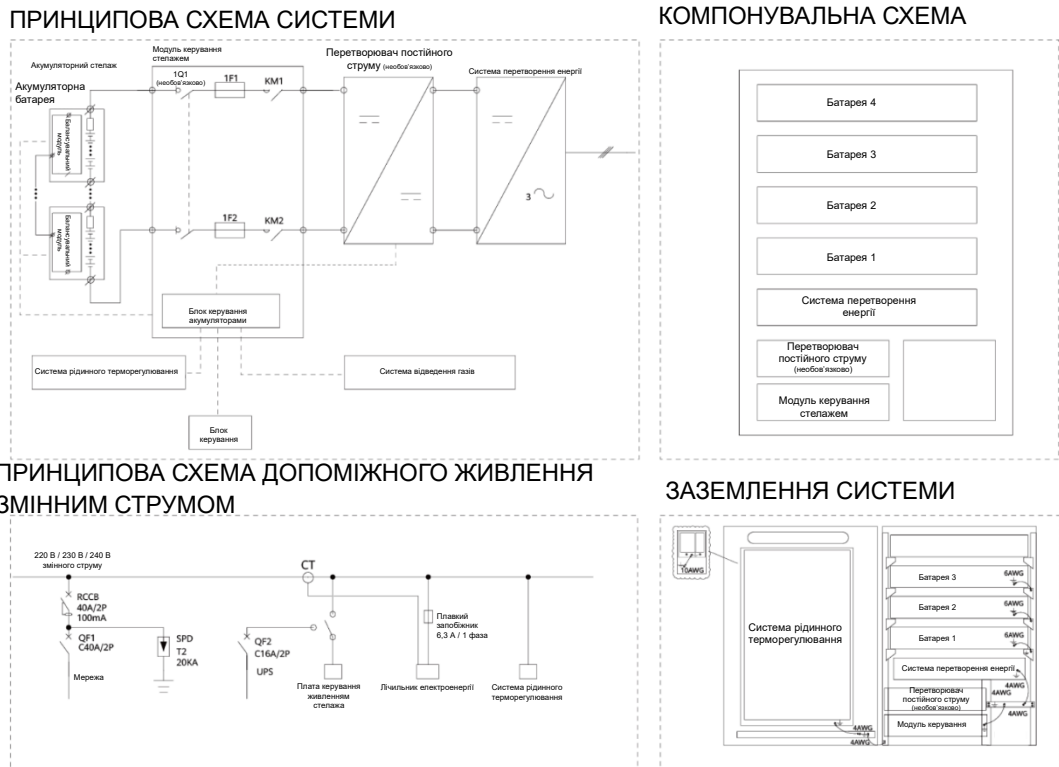 ПРИНЦИПОВА СХЕМА СИСТЕМИ
Акумуляторний стелаж
Модуль керування
стелажем
Перетворювач постійного
струму (необов'язково)
Система перетворення енергії
Акумуляторна
батарея
1Q1
(необов'язково)
1F1
KM1
Балансувальний
модуль
Балансувальний
модуль
1F2
KM2
3
Блок керування
акумуляторами
Система рідинного терморегулювання
Система відведення газів
Блок
керування
КОМПОНУВАЛЬНА СХЕМА
Батарея 4
Батарея 3
Батарея 2
Батарея 1
Система перетворення
енергії
Перетворювач
постійного струму
(необов'язково)
Модуль керування
стелажем
ПРИНЦИПОВА СХЕМА ДОПОМІЖНОГО ЖИВЛЕННЯ
ЗМІННИМ СТРУМОМ
220 В / 230 В / 240 В
змінного струму
RCCB
40A/2P
100mA
QF1
C40A/2P
Мережа
SPD
T2
20KA
QF2
C16A/2P
UPS
CT
Плавкий
запобіжник
6,3 А / 1 фаза
Плата керування
живленням
стелажа
Лічильник електроенергії
Система рідинного
терморегулювання
ЗАЗЕМЛЕННЯ СИСТЕМИ
10AWG
Система рідинного
терморегулювання
4AWG
4AWG
Батарея 3
6AWG
Батарея 2
6AWG
Батарея 1
6AWG
Система перетворення енергії
4AWG
4AWG
Перетворювач
постійного струму
(необов'язково)
4AWG
Модуль керування